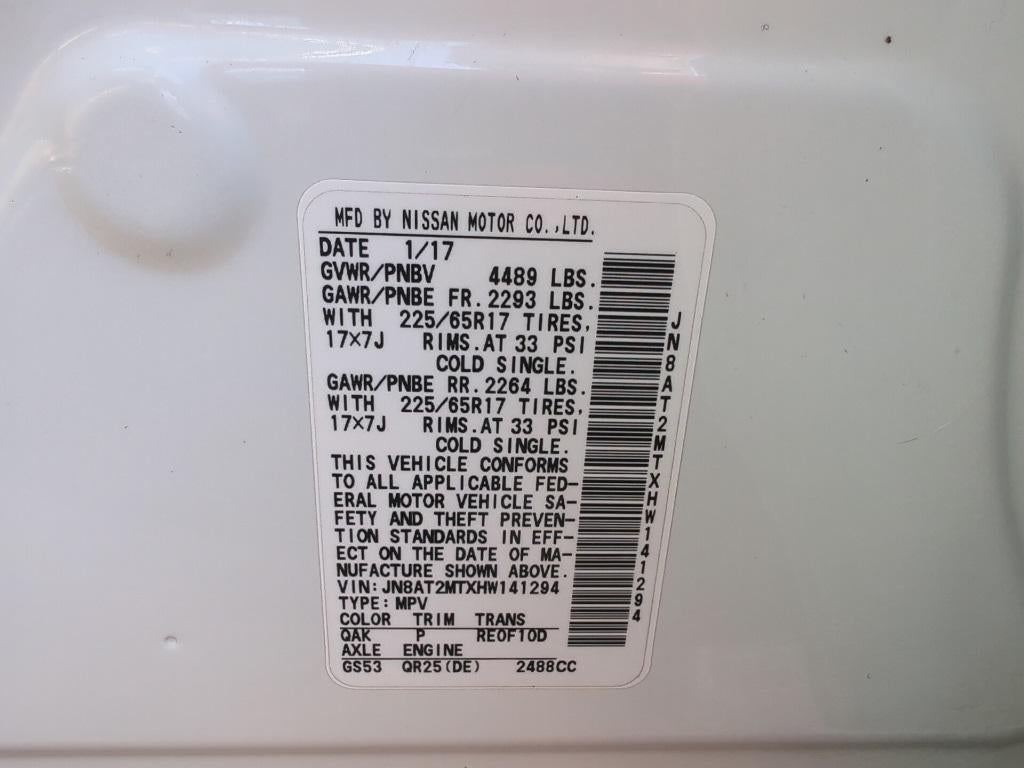 MFD BY NISSAN MOTOR CO.,LTD.
DATE 1/17
GVWR/PNBV 4489 LBS.
GAWR/PNBE FR.2293 LBS.
WITH 225/65R17 TIRES,
17×7J RIMS.AT 33 PSI
COLD SINGLE.
GAWR/PNBE RR.2264 LBS.
WITH 225/65R17 TIRES,
17×7J RIMS.AT 33 PSI
COLD SINGLE.
THIS VEHICLE CONFORMS
TO ALL APPLICABLE FED-
ERAL MOTOR VEHICLE SA-
FETY AND THEFT PREVEN-
TION STANDARDS IN EFF-
ECT ON THE DATE OF MA-
NUFACTURE SHOWN ABOVE.
VIN:JN8AT2MTXHW141294
TYPE:MPV
COLOR TRIM TRANS
QAK P RE0F10D
AXLE ENGINE
GS53 QR25(DE) 2488CC
JN8AT2MTXHW141294